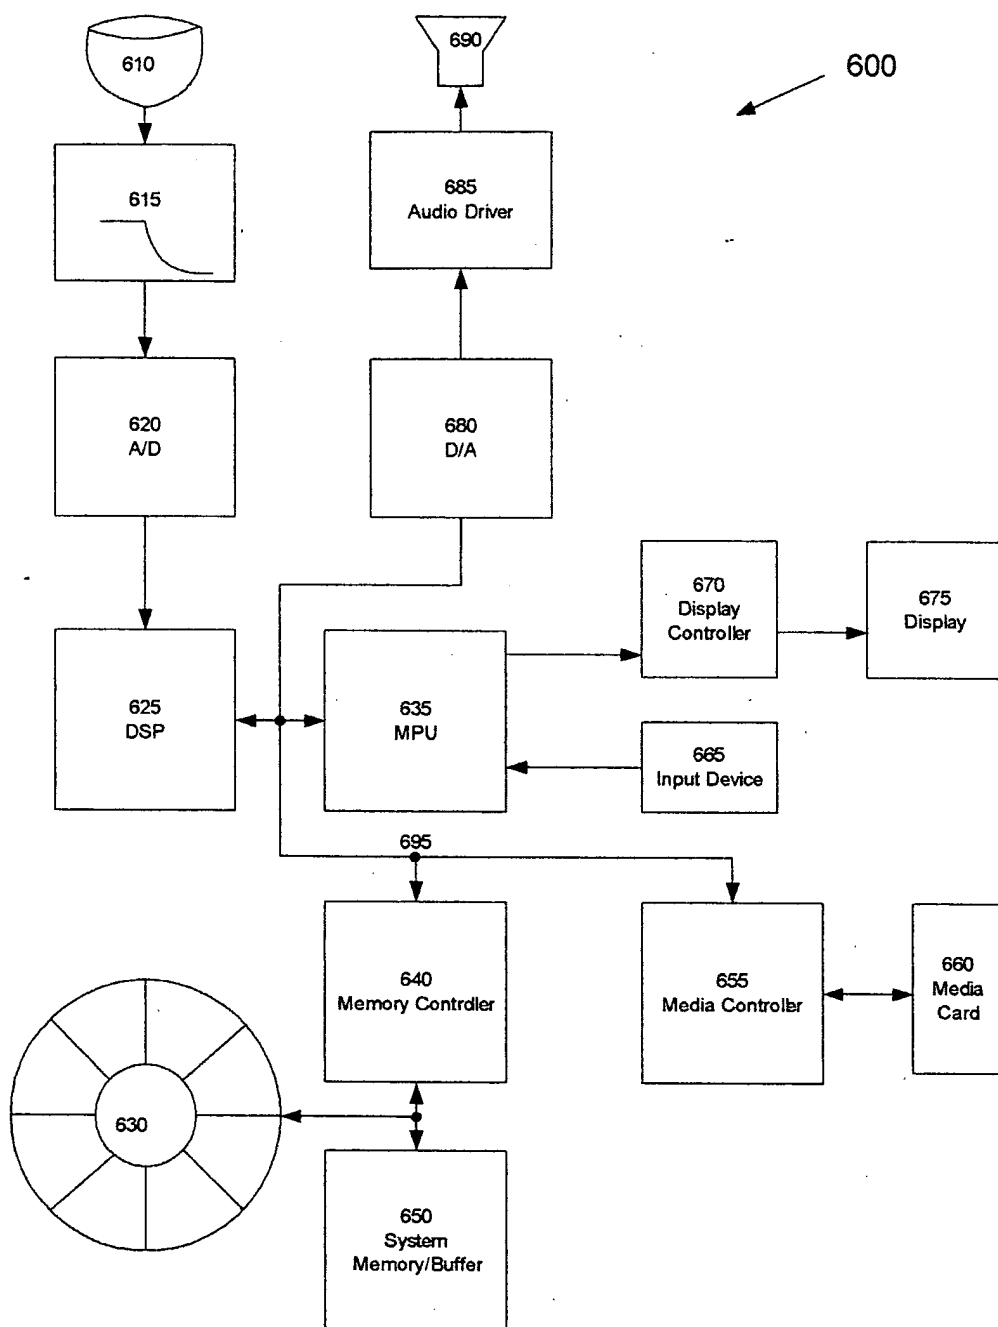 610
690
600
615
685
Audio Driver
620
A/D
680
D/A
670
Display
Controller
675
Display
625
DSP
635
MPU
665
Input Device
695
640
Memory Controller
655
Media Controller
660
Media
Card
630
650
System
Memory/Buffer